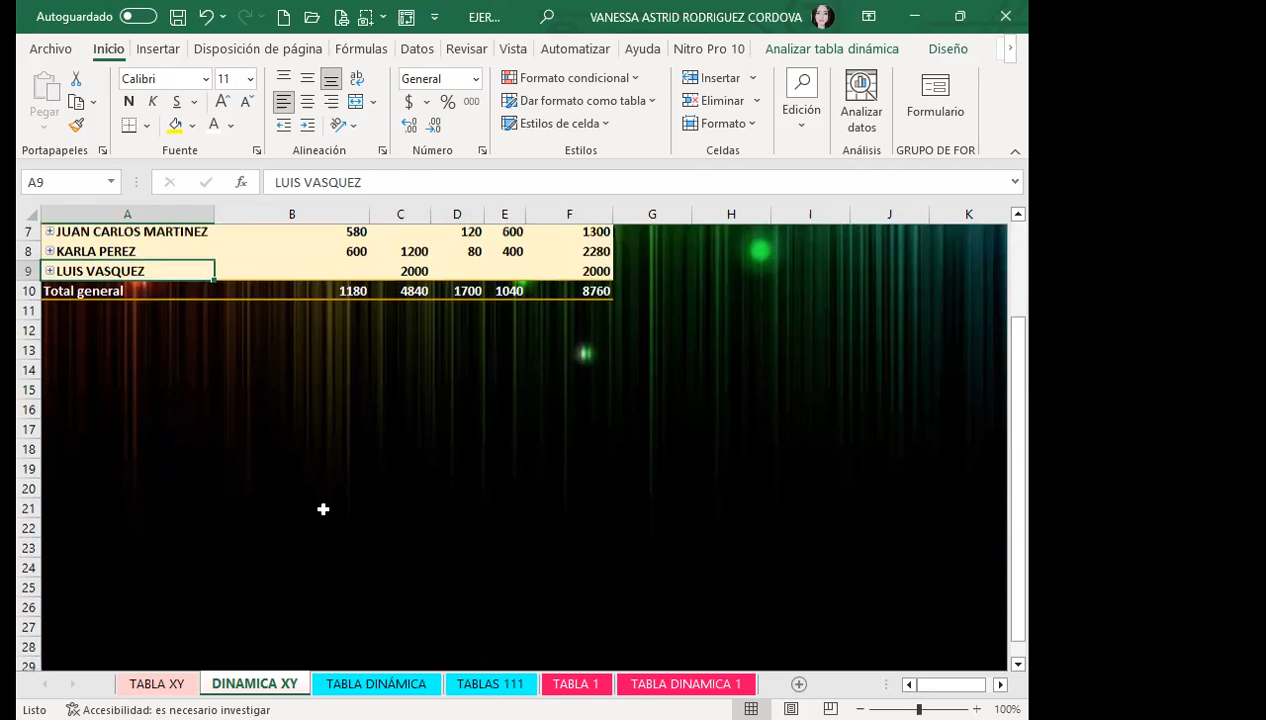 Autoguardado EJER... VANESSA ASTRID RODRIGUEZ CORDOVA
Archivo Inicio Insertar Disposición de página Fórmulas Datos Revisar Vista Automatizar Ayuda Nitro Pro 10 Analizar tabla dinámica Diseño
Pegar
Portapapeles
Calibri 11
N K S A A
A
Fuente
ab
Alineación
General
$ % 000
Número
Formato condicional
Dar formato como tabla
Estilos de celda
Estilos
Insertar
Eliminar
Formato
Celdas
Edición
Analizar
datos
Análisis
Formulario
GRUPO DE FOR
A9 fx LUIS VASQUEZ
A B C D E F G H I J K
7 JUAN CARLOS MARTINEZ 580 120 600 1300
8 KARLA PEREZ 600 1200 80 400 2280
9 LUIS VASQUEZ 2000 2000
10 Total general 1180 4840 1700 1040 8760
11
12
13
14
15
16
17
18
19
20
21
22
23
24
25
26
27
28
29
TABLA XY DINAMICA XY TABLA DINÁMICA TABLAS 111 TABLA 1 TABLA DINAMICA 1
Listo Accesibilidad: es necesario investigar 100%